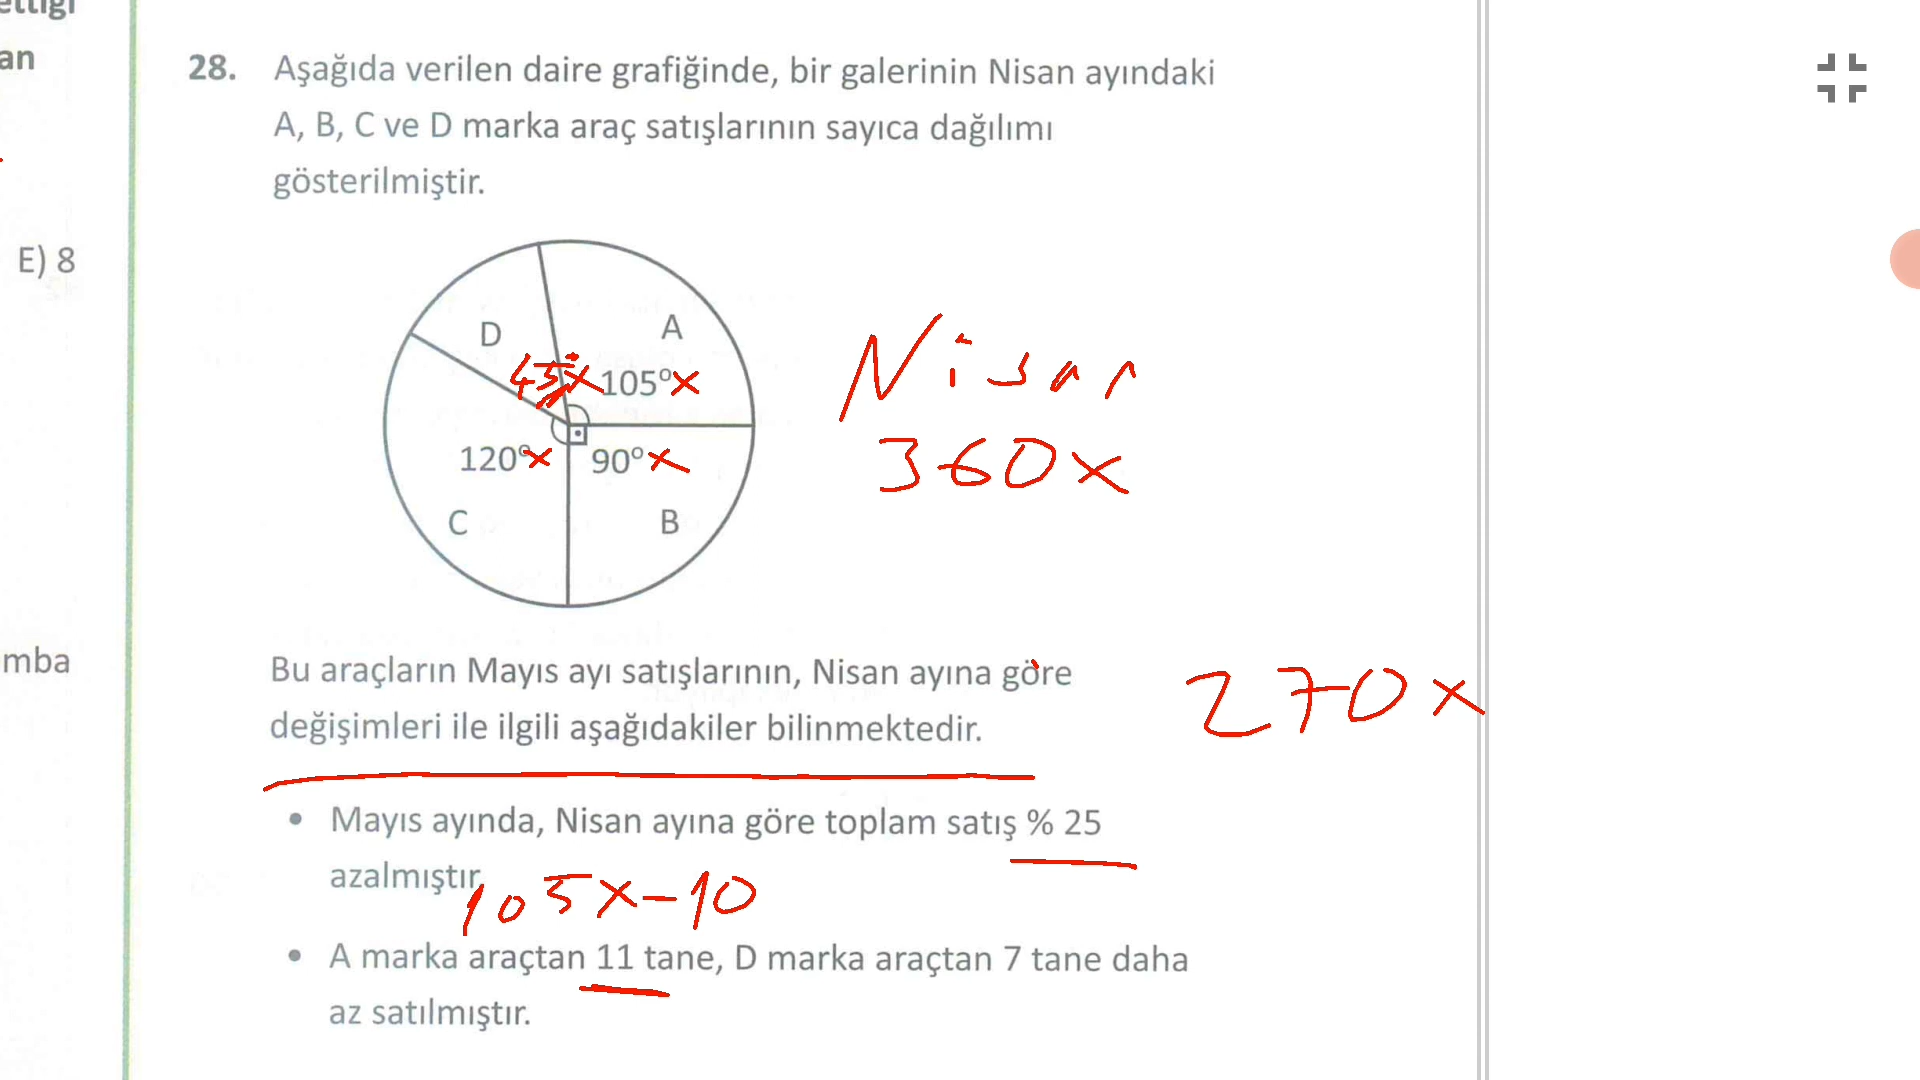 ettiği
an
E) 8
mba
28. Aşağıda verilen daire grafiğinde, bir galerinin Nisan ayındaki
A, B, C ve D marka araç satışlarının sayıca dağılımı
gösterilmiştir.
D
A
45x
105°x
120°x
90°x
C
B
Nisan
360x
Bu araçların Mayıs ayı satışlarının, Nisan ayına göre
değişimleri ile ilgili aşağıdakiler bilinmektedir.
270x
• Mayıs ayında, Nisan ayına göre toplam satış % 25
azalmıştır.
105x-10
• A marka araçtan 11 tane, D marka araçtan 7 tane daha
az satılmıştır.